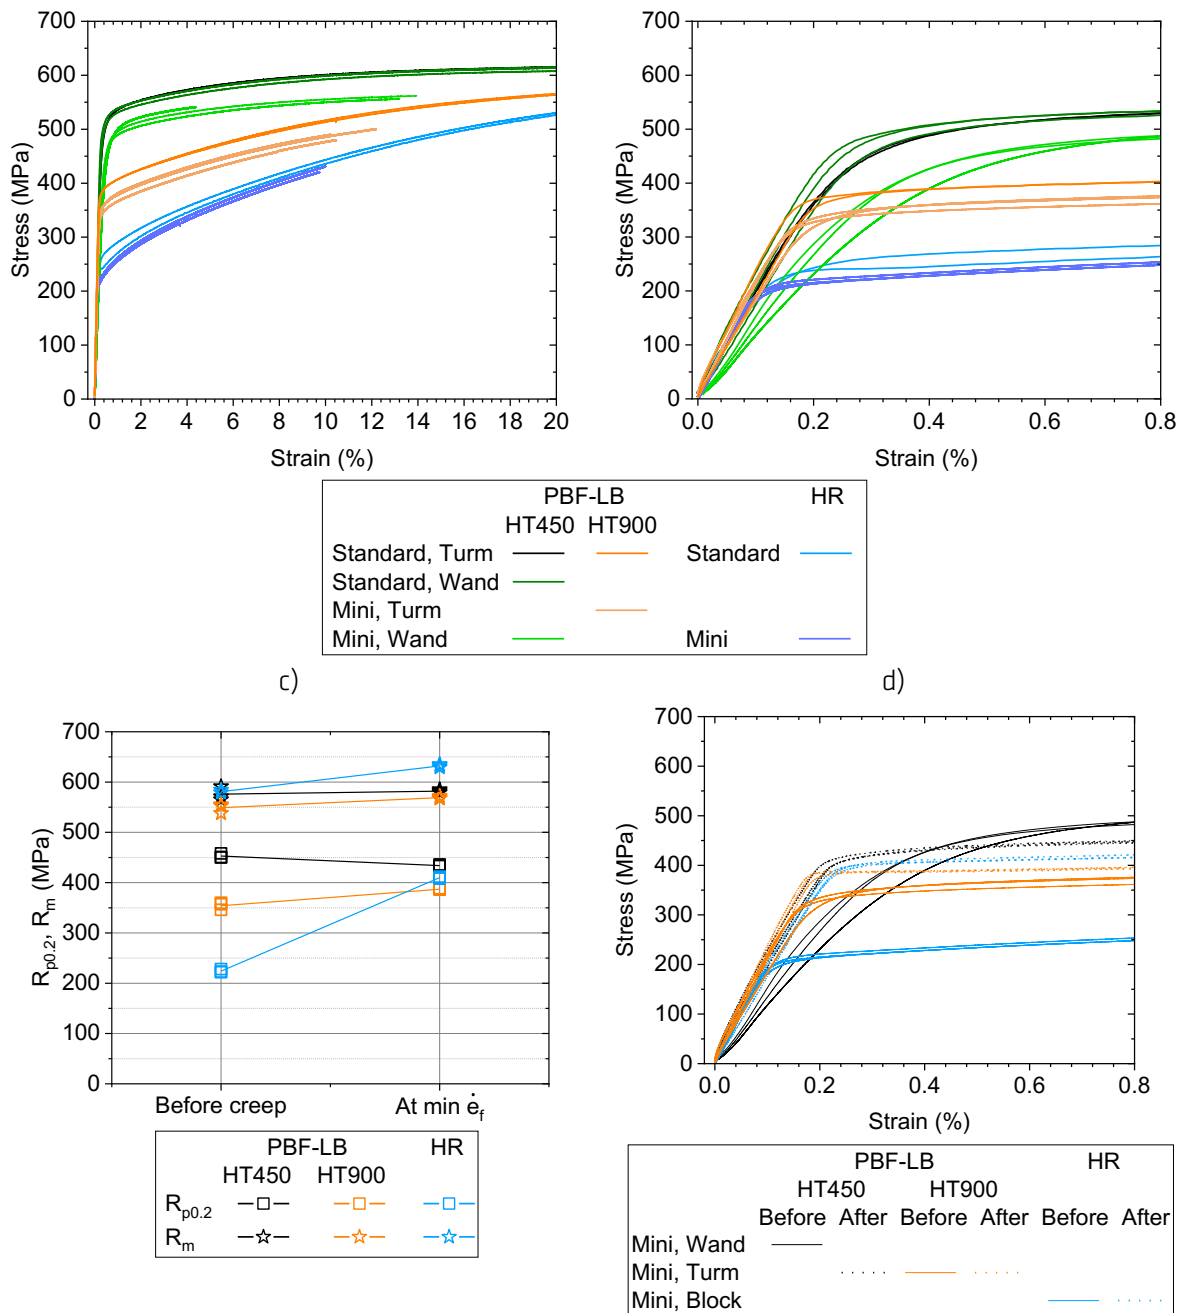 700
600
500
400
300
200
100
0
Stress (MPa)
0 2 4 6 8 10 12 14 16 18 20
Strain (%)
700
600
500
400
300
200
100
0
Stress (MPa)
0.0 0.2 0.4 0.6 0.8
Strain (%)
PBF-LB HR
HT450 HT900
Standard, Turm Standard
Standard, Wand
Mini, Turm
Mini, Wand Mini
c)
d)
700
600
500
400
300
200
100
0
R_p0.2, R_m (MPa)
Before creep At min ė_f
PBF-LB HR
HT450 HT900
R_p0.2
R_m
700
600
500
400
300
200
100
0
Stress (MPa)
0.0 0.2 0.4 0.6 0.8
Strain (%)
PBF-LB HR
HT450 HT900
Before After Before After Before After
Mini, Wand
Mini, Turm
Mini, Block